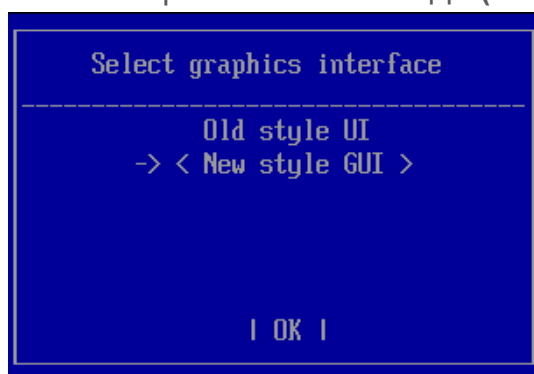 Select graphics interface
Old style UI
-> < New style GUI >
| OK |